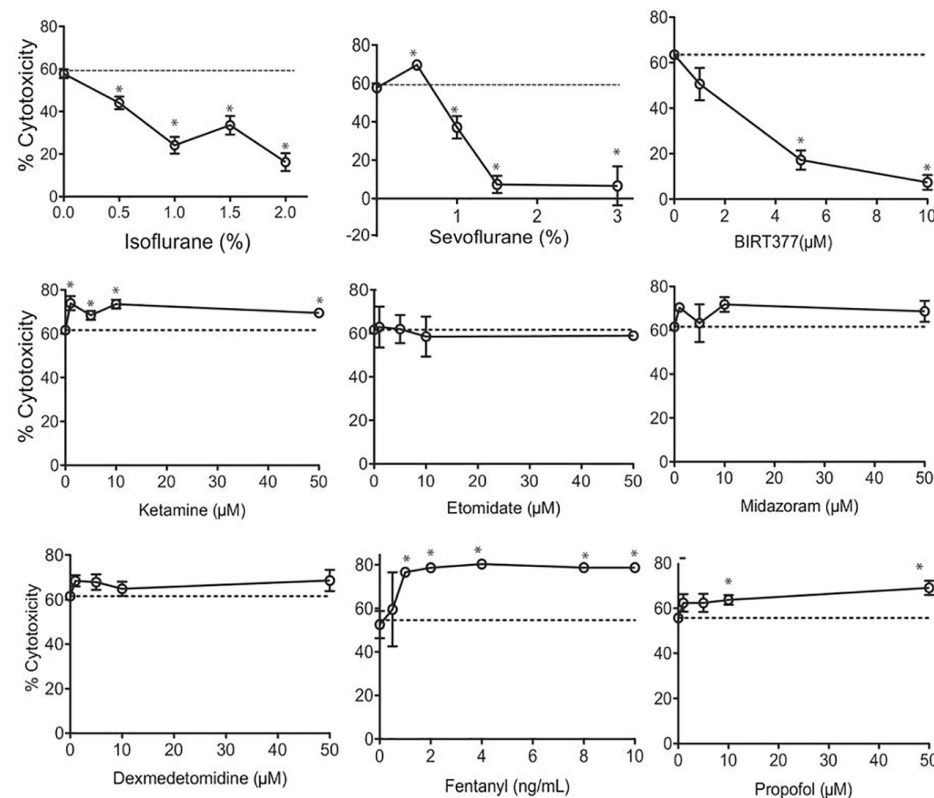 % Cytotoxicity
80
60
40
20
0
* * * *
0.0 0.5 1.0 1.5 2.0
Isoflurane (%)
80
60
40
20
0
-20
* * * *
1 2 3
Sevoflurane (%)
80
60
40
20
0
* *
0 2 4 6 8 10
BIRT377(µM)
% Cytotoxicity
80
60
40
20
0
* * * *
0 10 20 30 40 50
Ketamine (µM)
80
60
40
20
0
0 10 20 30 40 50
Etomidate (µM)
80
60
40
20
0
0 10 20 30 40 50
Midazoram (µM)
% Cytotoxicity
80
60
40
20
0
0 10 20 30 40 50
Dexmedetomidine (µM)
80
60
40
20
0
* * * * *
0 2 4 6 8 10
Fentanyl (ng/mL)
80
60
40
20
0
* *
0 10 20 30 40 50
Propofol (µM)